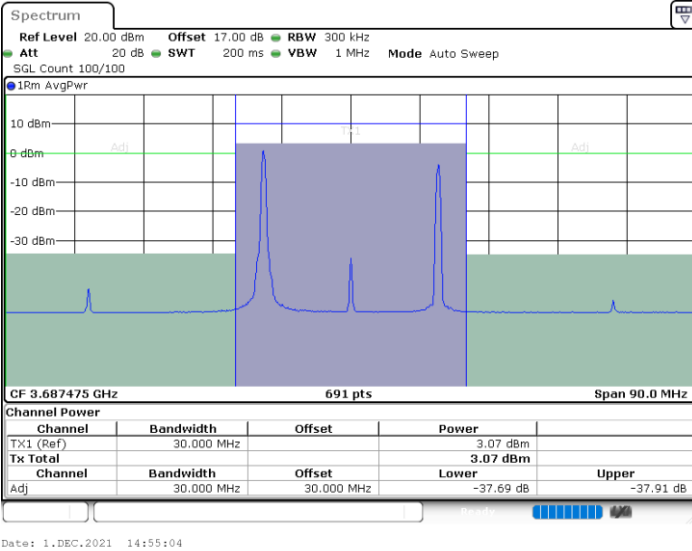 Spectrum
Ref Level 20.00 dBm Offset 17.00 dB RBW 300 kHz
Att 20 dB SWT 200 ms VBW 1 MHz Mode Auto Sweep
SGL Count 100/100
1Rm AvgPwr
10 dBm
TX1
Adj 0 dBm Adj
-10 dBm
-20 dBm
-30 dBm
CF 3.687475 GHz 691 pts Span 90.0 MHz
Channel Power
Channel Bandwidth Offset Power
TX1 (Ref) 30.000 MHz 3.07 dBm
Tx Total 3.07 dBm
Channel Bandwidth Offset Lower Upper
Adj 30.000 MHz 30.000 MHz -37.69 dB -37.91 dB
Ready
Date: 1.DEC.2021 14:55:04